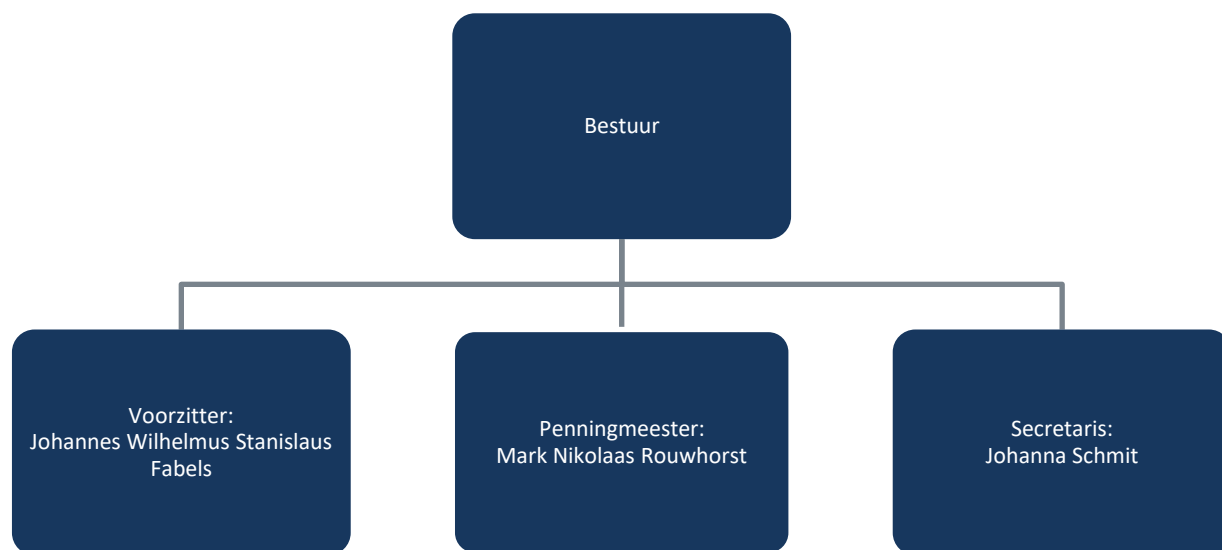 Bestuur
Voorzitter:
Johannes Wilhelmus Stanislaus
Fabels
Penningmeester:
Mark Nikolaas Rouwhorst
Secretaris:
Johanna Schmit